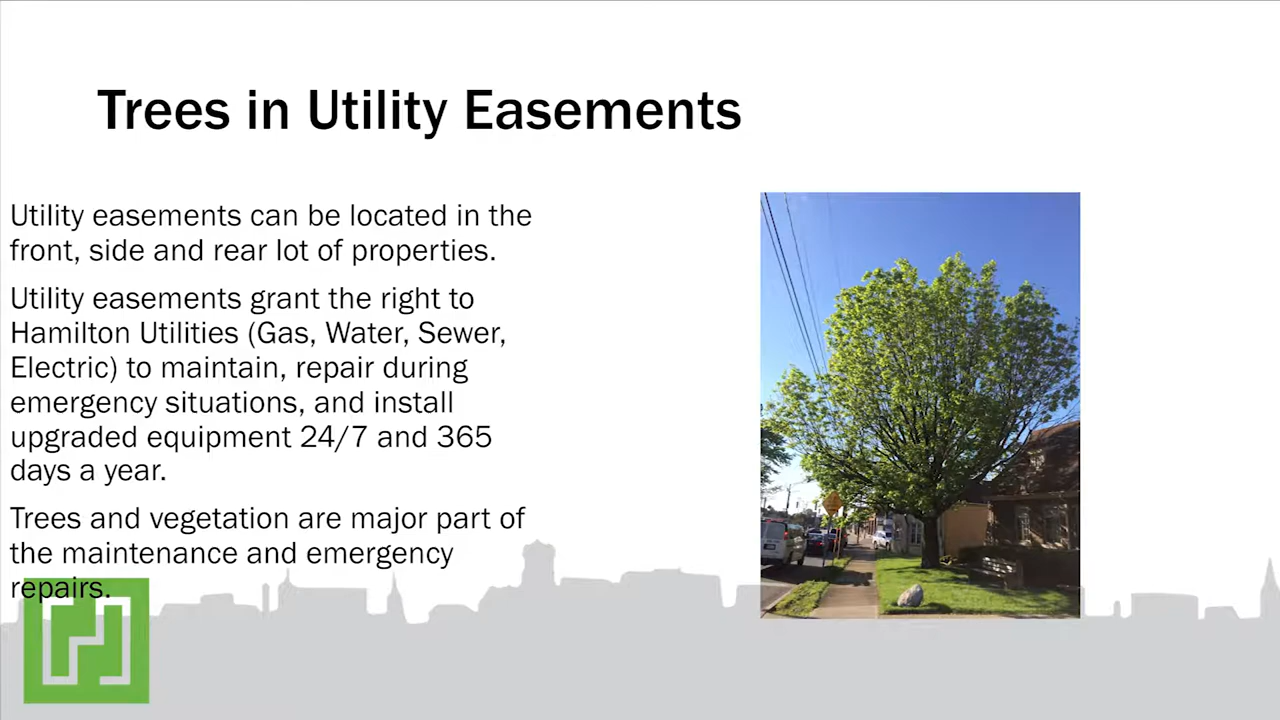 Trees in Utility Easements
Utility easements can be located in the
front, side and rear lot of properties.
Utility easements grant the right to
Hamilton Utilities (Gas, Water, Sewer,
Electric) to maintain, repair during
emergency situations, and install
upgraded equipment 24/7 and 365
days a year.
Trees and vegetation are major part of
the maintenance and emergency
repairs.